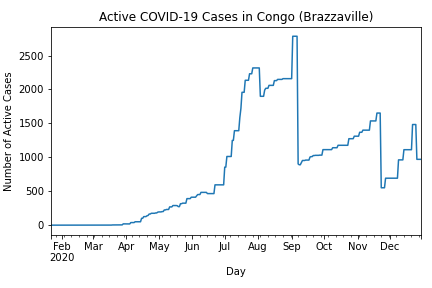 Active COVID-19 Cases in Congo (Brazzaville)
Number of Active Cases
2500
2000
1500
1000
500
0
Feb Mar Apr May Jun Jul Aug Sep Oct Nov Dec
2020
Day